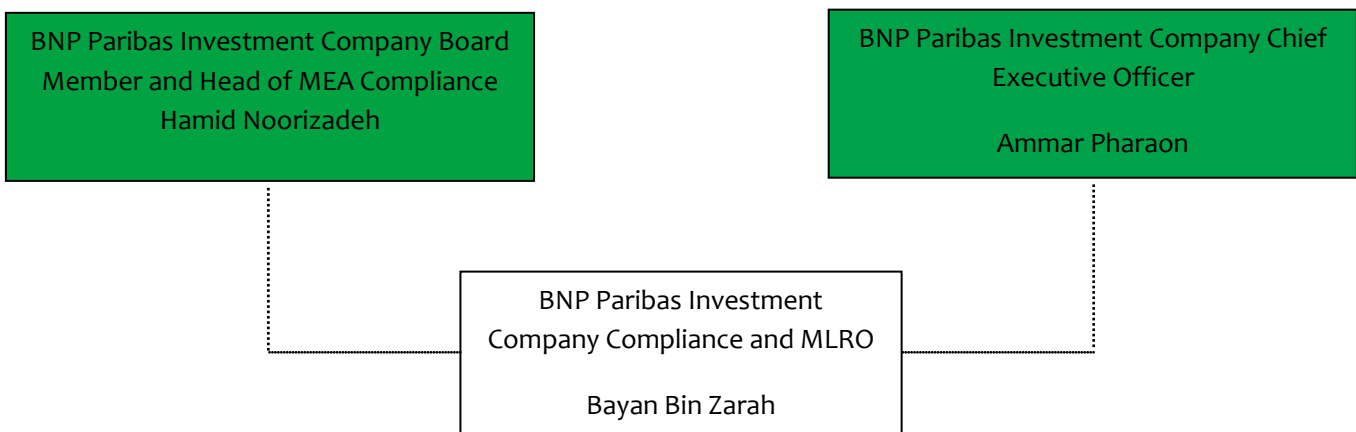 BNP Paribas Investment Company Board
Member and Head of MEA Compliance
Hamid Noorizadeh
BNP Paribas Investment Company Chief
Executive Officer
Ammar Pharaon
BNP Paribas Investment
Company Compliance and MLRO
Bayan Bin Zarah